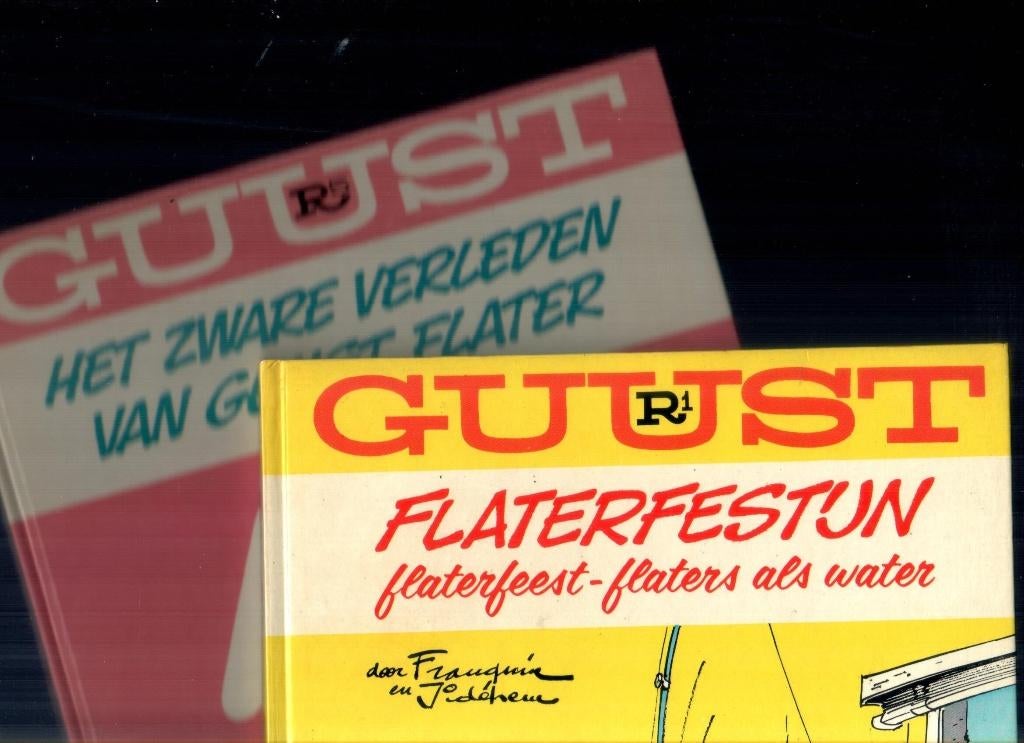 GUUST
R5
HET ZWARE VERLEDEN
VAN FLATER
GUUST
R1
FLATERFESTIJN
flaterfeest-flaters als water
door Franquin
en Jidéhem